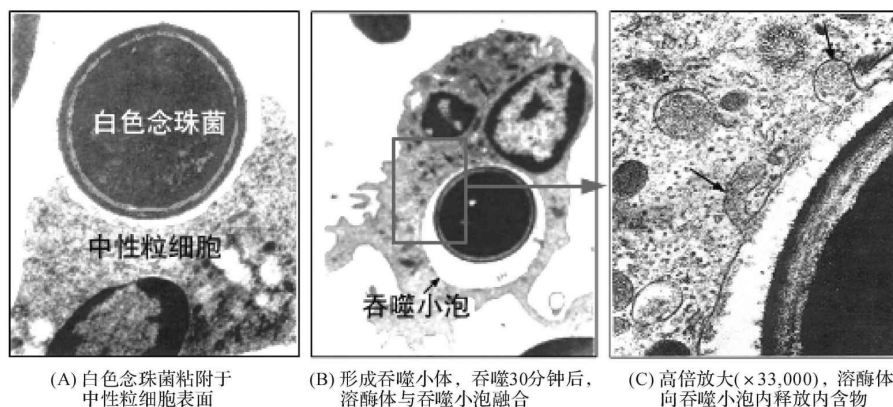 白色念珠菌
中性粒细胞
吞噬小泡
(A) 白色念珠菌粘附于
中性粒细胞表面
(B) 形成吞噬小体，吞噬30分钟后，
溶酶体与吞噬小泡融合
(C) 高倍放大(×33,000)，溶酶体
向吞噬小泡内释放内含物